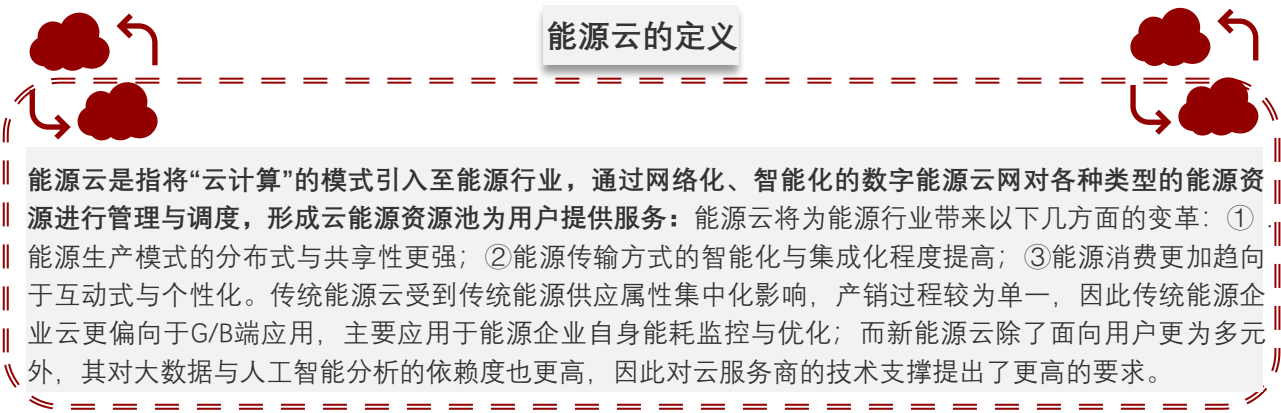 能源云的定义
能源云是指将“云计算”的模式引入至能源行业，通过网络化、智能化的数字能源云网对各种类型的能源资
源进行管理与调度，形成云能源资源池为用户提供服务：能源云将为能源行业带来以下几方面的变革：①
能源生产模式的分布式与共享性更强；②能源传输方式的智能化与集成化程度提高；③能源消费更加趋向
于互动式与个性化。传统能源云受到传统能源供应属性集中化影响，产销过程较为单一，因此传统能源企
业云更偏向于G/B端应用，主要应用于能源企业自身能耗监控与优化；而新能源云除了面向用户更为多元
外，其对大数据与人工智能分析的依赖度也更高，因此对云服务商的技术支撑提出了更高的要求。